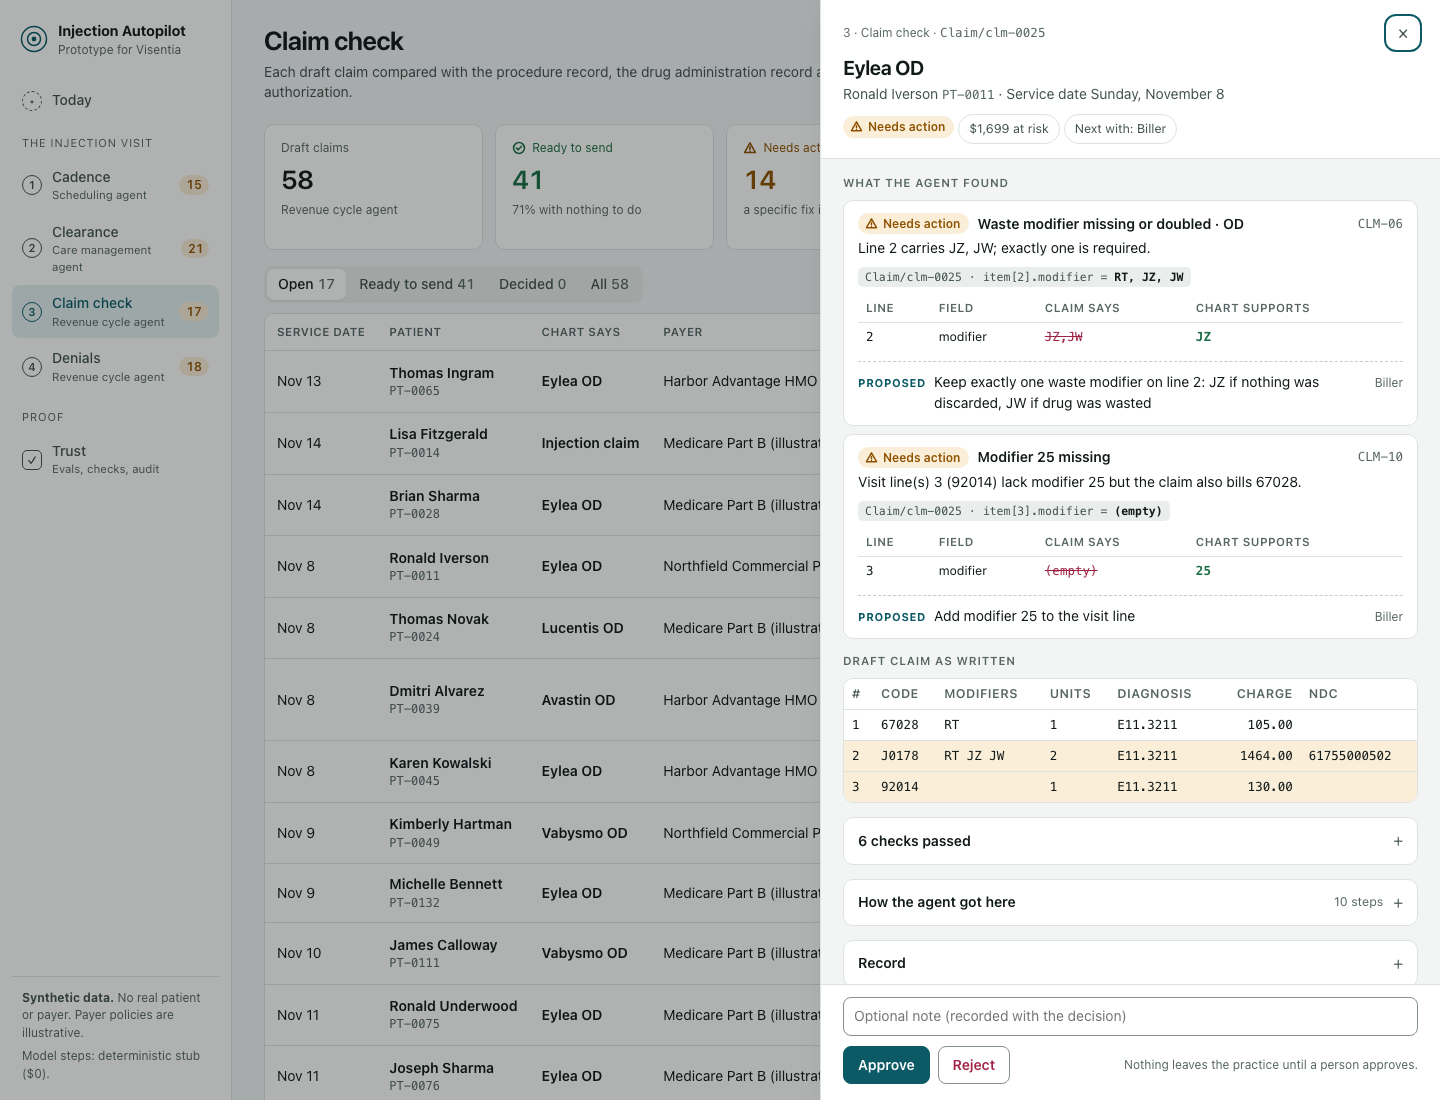 Injection Autopilot
Prototype for Visentia
Today
THE INJECTION VISIT
1 Cadence 15
Scheduling agent
2 Clearance 21
Care management
agent
3 Claim check 17
Revenue cycle agent
4 Denials 18
Revenue cycle agent
PROOF
Trust
Evals, checks, audit
Synthetic data. No real patient
or payer. Payer policies are
illustrative.
Model steps: deterministic stub
($0).
Claim check
Each draft claim compared with the procedure record, the drug administration record a
authorization.
Draft claims
58
Revenue cycle agent
Ready to send
41
71% with nothing to do
Needs act
14
a specific fix i
Open 17 Ready to send 41 Decided 0 All 58
SERVICE DATE PATIENT CHART SAYS PAYER
Nov 13 Thomas Ingram Eylea OD Harbor Advantage HMO
PT-0065
Nov 14 Lisa Fitzgerald Injection claim Medicare Part B (illustrat
PT-0014
Nov 14 Brian Sharma Eylea OD Medicare Part B (illustrat
PT-0028
Nov 8 Ronald Iverson Eylea OD Northfield Commercial P
PT-0011
Nov 8 Thomas Novak Lucentis OD Medicare Part B (illustrat
PT-0024
Nov 8 Dmitri Alvarez Avastin OD Harbor Advantage HMO
PT-0039
Nov 8 Karen Kowalski Eylea OD Harbor Advantage HMO
PT-0045
Nov 9 Kimberly Hartman Vabysmo OD Northfield Commercial P
PT-0049
Nov 9 Michelle Bennett Eylea OD Medicare Part B (illustrat
PT-0132
Nov 10 James Calloway Vabysmo OD Medicare Part B (illustrat
PT-0111
Nov 11 Ronald Underwood Eylea OD Medicare Part B (illustrat
PT-0075
Nov 11 Joseph Sharma Eylea OD Medicare Part B (illustrat
PT-0076
3 · Claim check · Claim/clm-0025
×
Eylea OD
Ronald Iverson PT-0011 · Service date Sunday, November 8
Needs action $1,699 at risk Next with: Biller
WHAT THE AGENT FOUND
Needs action Waste modifier missing or doubled · OD CLM-06
Line 2 carries JZ, JW; exactly one is required.
Claim/clm-0025 · item[2].modifier = RT, JZ, JW
LINE FIELD CLAIM SAYS CHART SUPPORTS
2 modifier JZ,JW JZ
PROPOSED Keep exactly one waste modifier on line 2: JZ if nothing was Biller
discarded, JW if drug was wasted
Needs action Modifier 25 missing CLM-10
Visit line(s) 3 (92014) lack modifier 25 but the claim also bills 67028.
Claim/clm-0025 · item[3].modifier = (empty)
LINE FIELD CLAIM SAYS CHART SUPPORTS
3 modifier (empty) 25
PROPOSED Add modifier 25 to the visit line Biller
DRAFT CLAIM AS WRITTEN
# CODE MODIFIERS UNITS DIAGNOSIS CHARGE NDC
1 67028 RT 1 E11.3211 105.00
2 J0178 RT JZ JW 2 E11.3211 1464.00 61755000502
3 92014 1 E11.3211 130.00
6 checks passed +
How the agent got here 10 steps +
Record +
Optional note (recorded with the decision)
Approve Reject Nothing leaves the practice until a person approves.